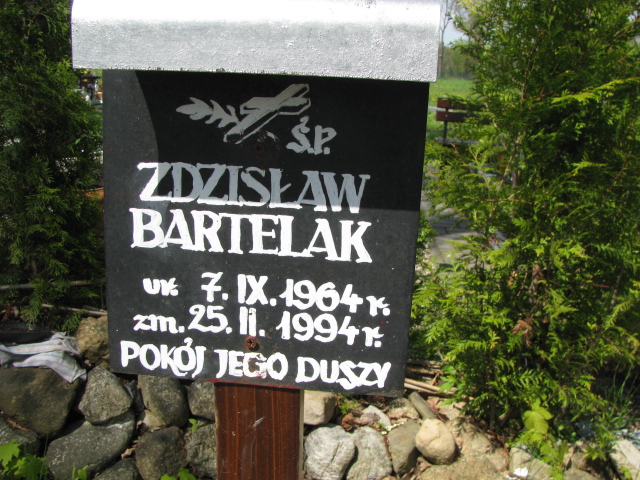 Ś.P.
ZDZISŁAW
BARTELAK
ur. 7. IX. 1964 r.
zm. 25. II. 1994 r.
POKÓJ JEGO DUSZY